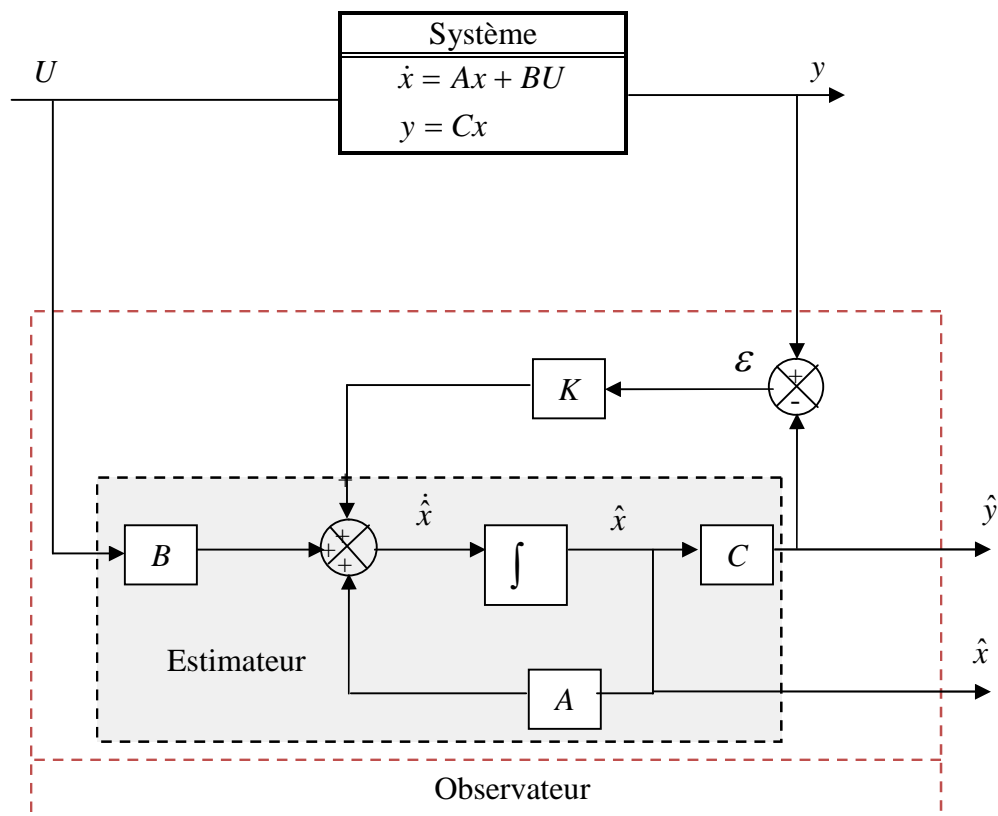 Système
U
ẋ = Ax + BU
y
y = Cx
ε
+
-
K
+
x̂̇
x̂
ŷ
B
+
+
+
∫
C
x̂
Estimateur
A
Observateur